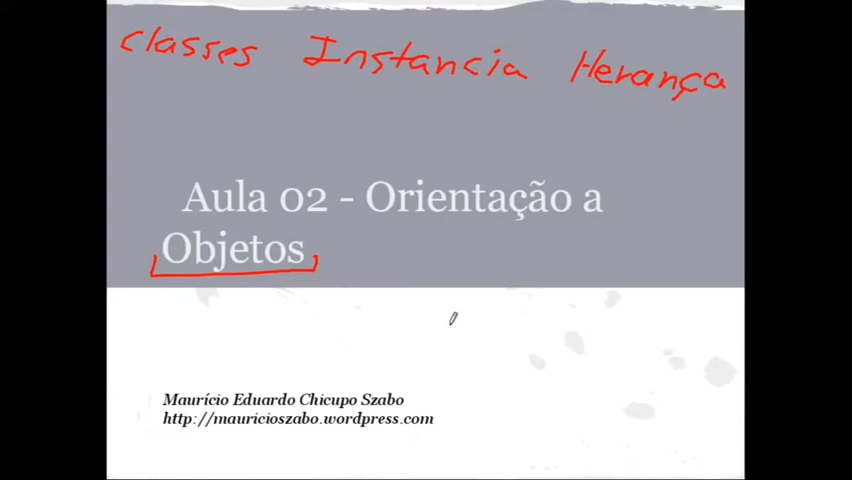 classes Instancia Herança
Aula 02 - Orientação a
Objetos
Maurício Eduardo Chicupo Szabo
http://mauricioszabo.wordpress.com